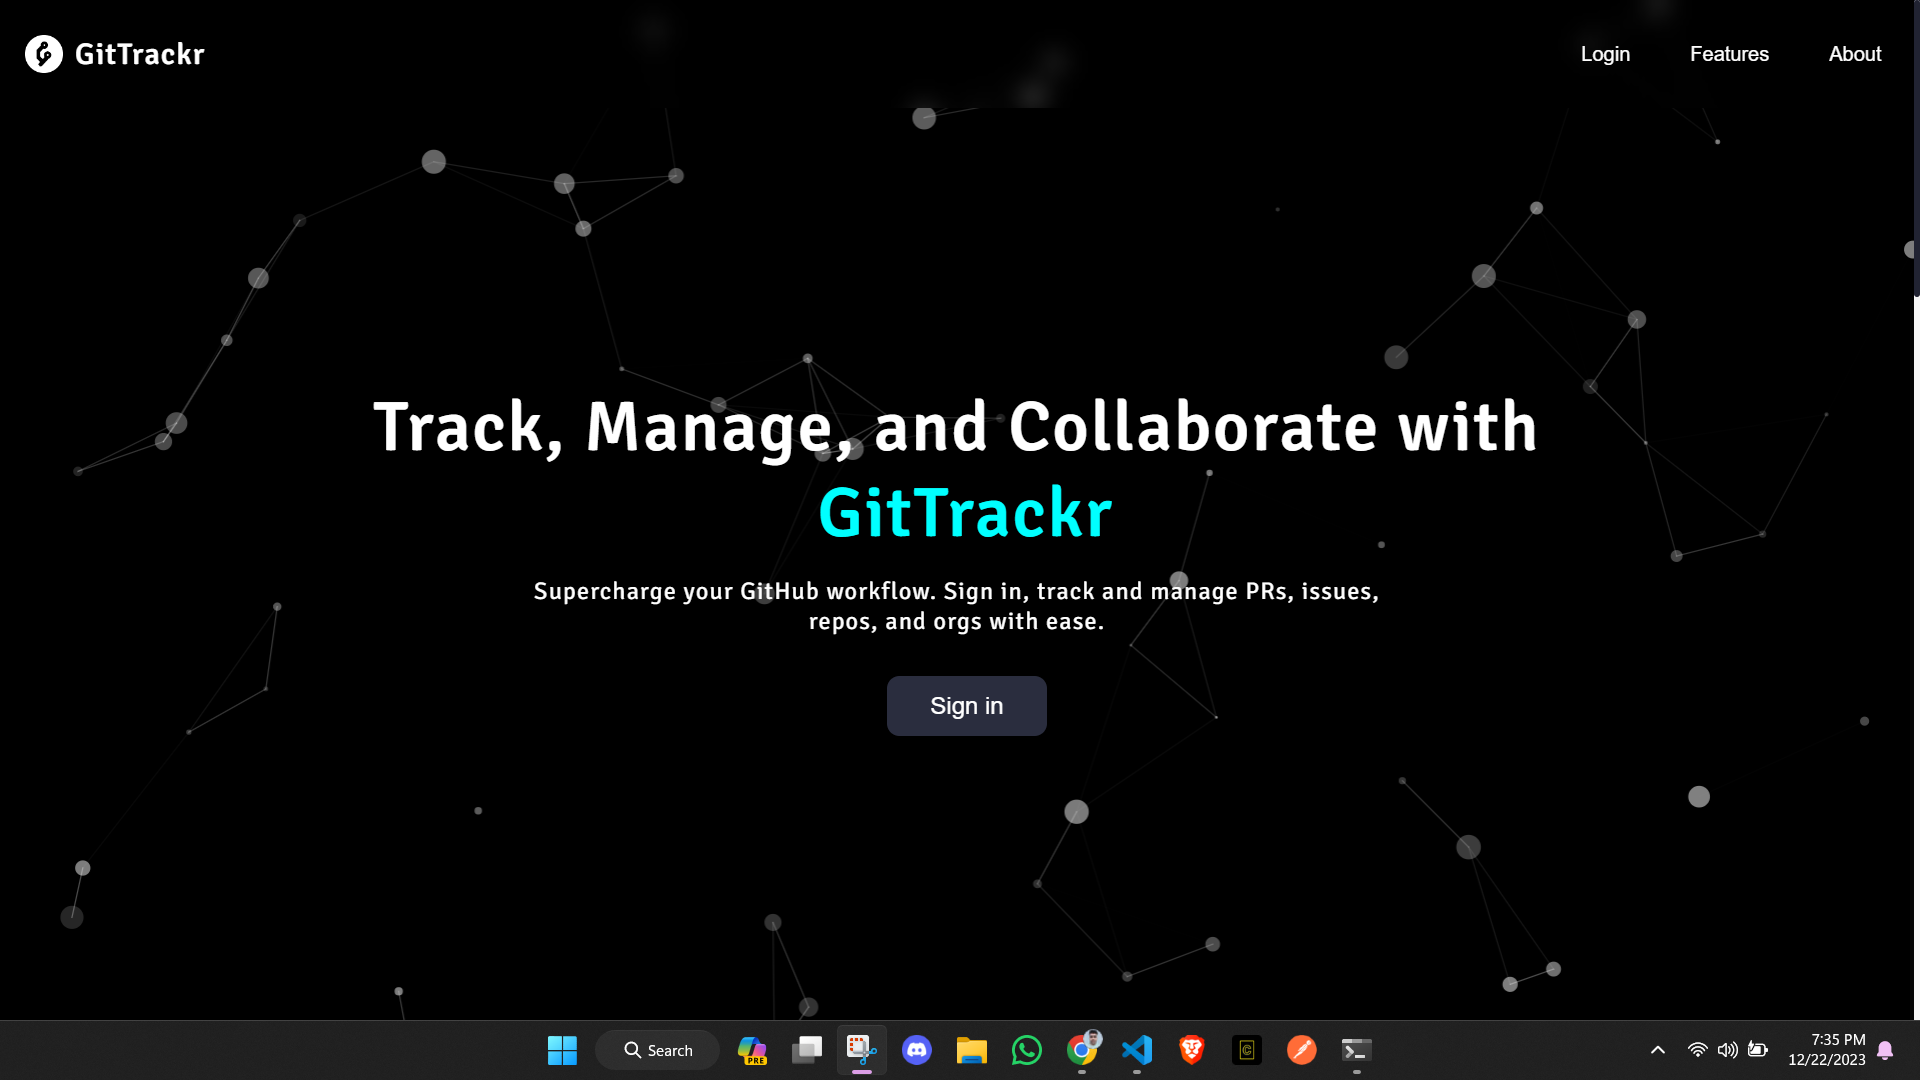 GitTrackr
Login
Features
About
Track, Manage, and Collaborate with
GitTrackr
Supercharge your GitHub workflow. Sign in, track and manage PRs, issues,
repos, and orgs with ease.
Sign in
Search
PRE
7:35 PM
12/22/2023